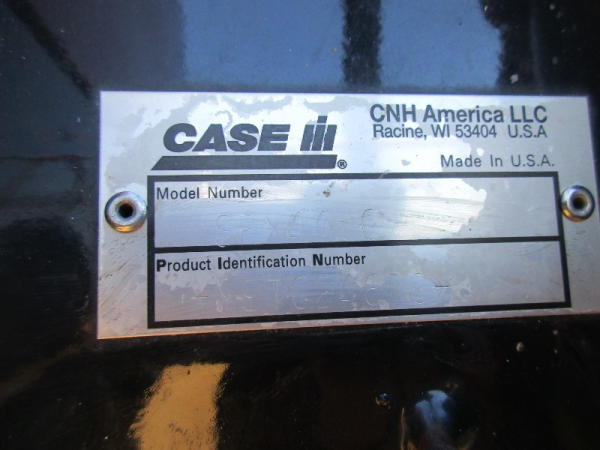 CASE IH®
CNH America LLC
Racine, WI 53404 U.S.A
Made In U.S.A.
Model Number
Product Identification Number